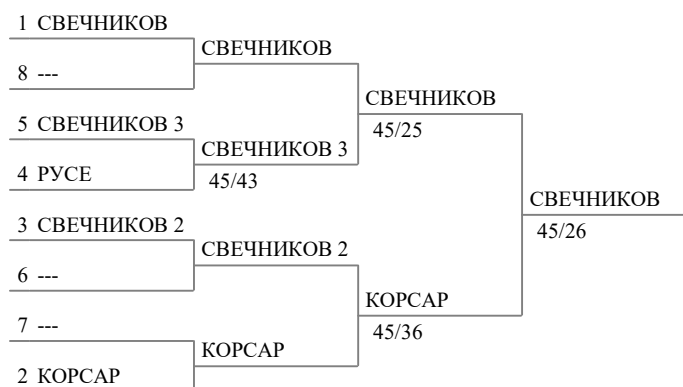 1 СВЕЧНИКОВ
СВЕЧНИКОВ
8 ---
СВЕЧНИКОВ
5 СВЕЧНИКОВ 3
45/25
СВЕЧНИКОВ 3
4 РУСЕ
45/43
СВЕЧНИКОВ
3 СВЕЧНИКОВ 2
45/26
СВЕЧНИКОВ 2
6 ---
КОРСАР
7 ---
45/36
КОРСАР
2 КОРСАР